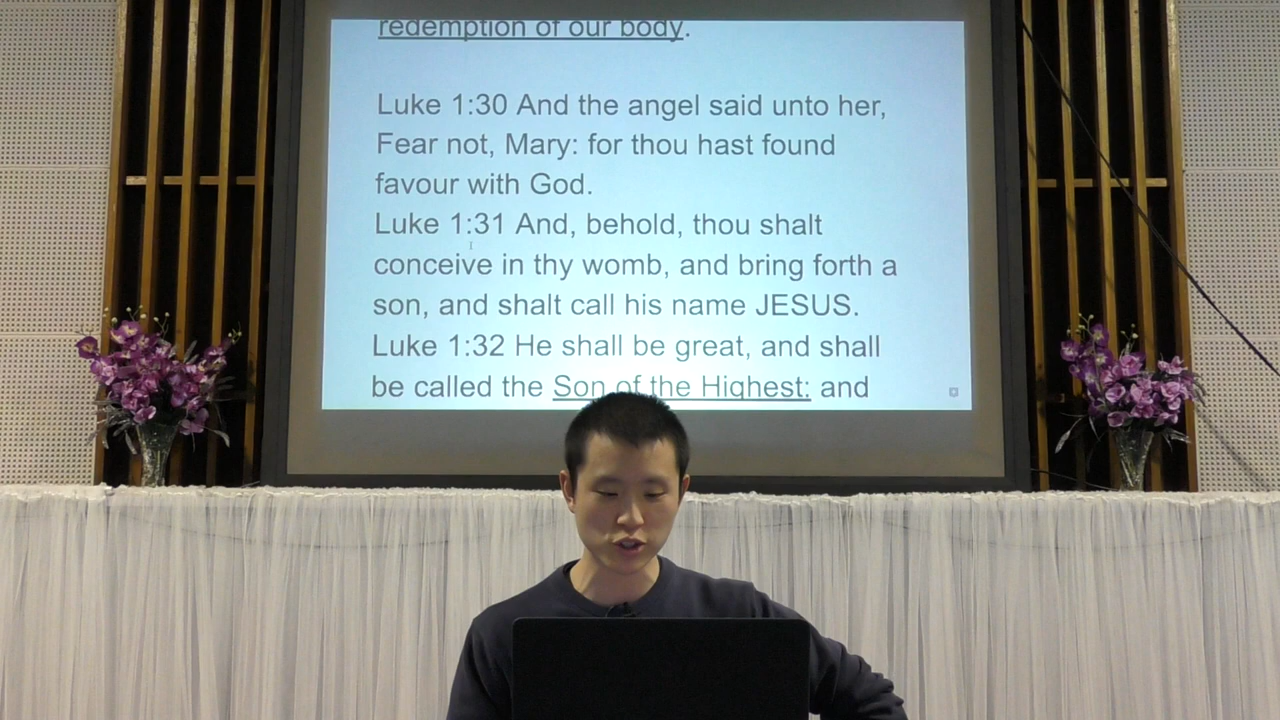 redemption of our body.
Luke 1:30 And the angel said unto her,
Fear not, Mary: for thou hast found
favour with God.
Luke 1:31 And, behold, thou shalt
conceive in thy womb, and bring forth a
son, and shalt call his name JESUS.
Luke 1:32 He shall be great, and shall
be called the Son of the Highest: and